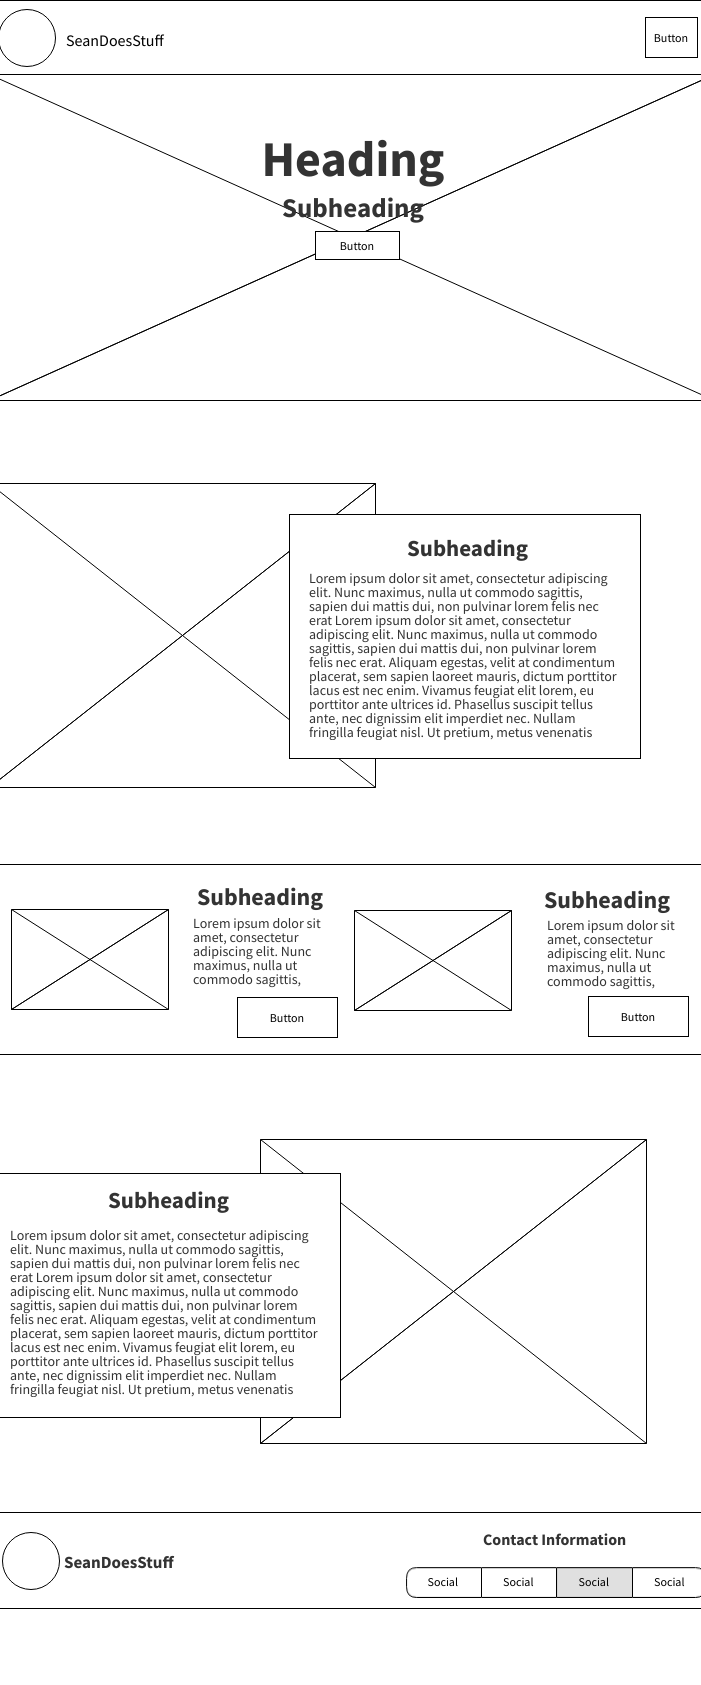 SeanDoesStuff
Button
Heading
Subheading
Button
Subheading
Lorem ipsum dolor sit amet, consectetur adipiscing
elit. Nunc maximus, nulla ut commodo sagittis,
sapien dui mattis dui, non pulvinar lorem felis nec
erat Lorem ipsum dolor sit amet, consectetur
adipiscing elit. Nunc maximus, nulla ut commodo
sagittis, sapien dui mattis dui, non pulvinar lorem
felis nec erat. Aliquam egestas, velit at condimentum
placerat, sem sapien laoreet mauris, dictum porttitor
lacus est nec enim. Vivamus feugiat elit lorem, eu
porttitor ante ultrices id. Phasellus suscipit tellus
ante, nec dignissim elit imperdiet nec. Nullam
fringilla feugiat nisl. Ut pretium, metus venenatis
Subheading
Lorem ipsum dolor sit
amet, consectetur
adipiscing elit. Nunc
maximus, nulla ut
commodo sagittis,
Button
Subheading
Lorem ipsum dolor sit
amet, consectetur
adipiscing elit. Nunc
maximus, nulla ut
commodo sagittis,
Button
Subheading
Lorem ipsum dolor sit amet, consectetur adipiscing
elit. Nunc maximus, nulla ut commodo sagittis,
sapien dui mattis dui, non pulvinar lorem felis nec
erat Lorem ipsum dolor sit amet, consectetur
adipiscing elit. Nunc maximus, nulla ut commodo
sagittis, sapien dui mattis dui, non pulvinar lorem
felis nec erat. Aliquam egestas, velit at condimentum
placerat, sem sapien laoreet mauris, dictum porttitor
lacus est nec enim. Vivamus feugiat elit lorem, eu
porttitor ante ultrices id. Phasellus suscipit tellus
ante, nec dignissim elit imperdiet nec. Nullam
fringilla feugiat nisl. Ut pretium, metus venenatis
SeanDoesStuff
Contact Information
Social Social Social Social